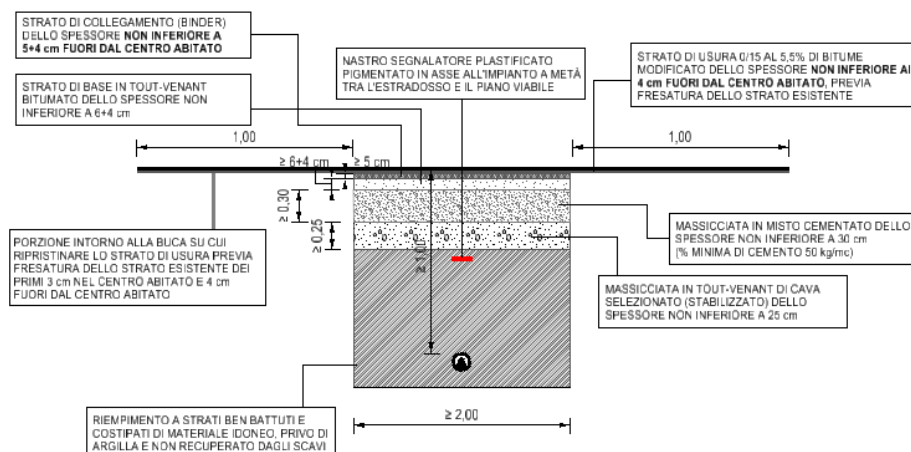 STRATO DI COLLEGAMENTO (BINDER)
DELLO SPESSORE NON INFERIORE A
5+4 cm FUORI DAL CENTRO ABITATO
STRATO DI BASE IN TOUT-VENANT
BITUMATO DELLO SPESSORE NON
INFERIORE A 6+4 cm
NASTRO SEGNALATORE PLASTIFICATO
PIGMENTATO IN ASSE ALL'IMPIANTO A METÀ
TRA L'ESTRADOSSO E IL PIANO VIABILE
STRATO DI USURA 0/15 AL 5,5% DI BITUME
MODIFICATO DELLO SPESSORE NON INFERIORE AI
4 cm FUORI DAL CENTRO ABITATO, PREVIA
FRESATURA DELLO STRATO ESISTENTE
1,00
1,00
≥ 6+4 cm
≥ 5 cm
≥ 0,30
≥ 0,25
≥ 1,00
PORZIONE INTORNO ALLA BUCA SU CUI
RIPRISTINARE LO STRATO DI USURA PREVIA
FRESATURA DELLO STRATO ESISTENTE DEI
PRIMI 3 cm NEL CENTRO ABITATO E 4 cm
FUORI DAL CENTRO ABITATO
MASSICCIATA IN MISTO CEMENTATO DELLO
SPESSORE NON INFERIORE A 30 cm
(% MINIMA DI CEMENTO 50 kg/mc)
MASSICCIATA IN TOUT-VENANT DI CAVA
SELEZIONATO (STABILIZZATO) DELLO
SPESSORE NON INFERIORE A 25 cm
RIEMPIMENTO A STRATI BEN BATTUTI E
COSTIPATI DI MATERIALE IDONEO, PRIVO DI
ARGILLA E NON RECUPERATO DAGLI SCAVI
≥ 2,00